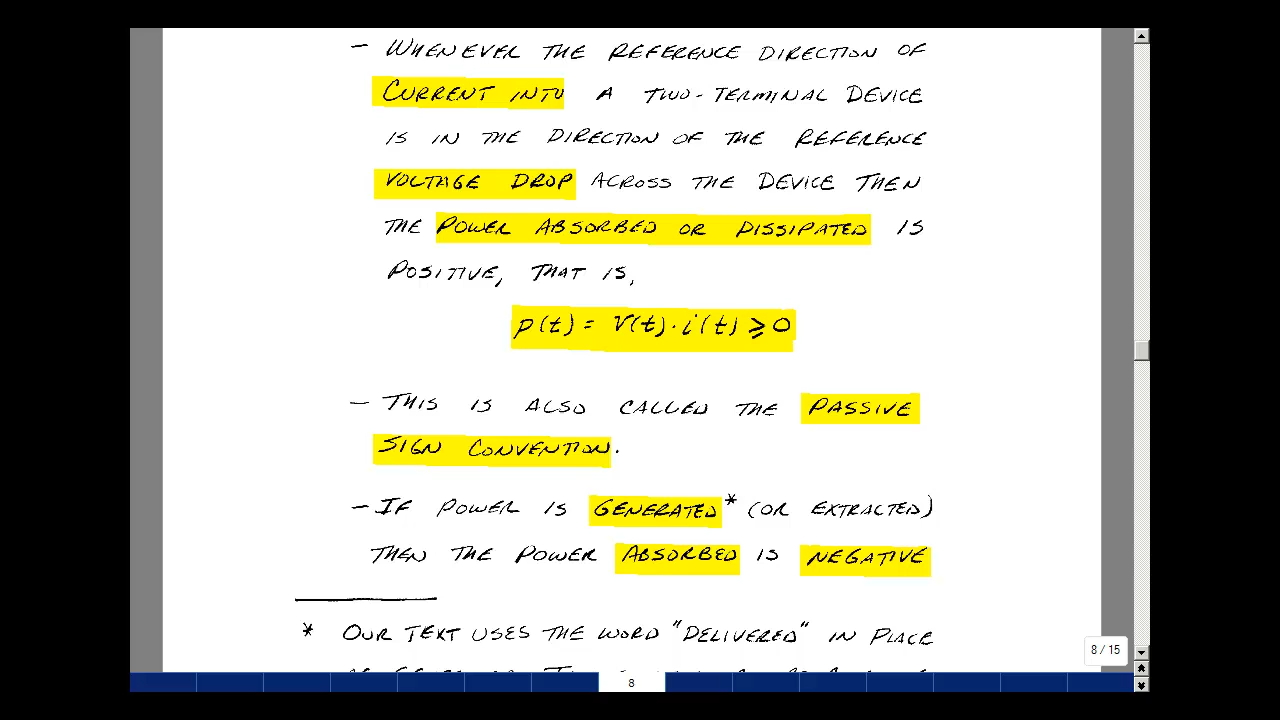 - WHENEVER THE REFERENCE DIRECTION OF
CURRENT INTO A TWO-TERMINAL DEVICE
IS IN THE DIRECTION OF THE REFERENCE
VOLTAGE DROP ACROSS THE DEVICE THEN
THE POWER ABSORBED OR DISSIPATED IS
POSITIVE, THAT IS,
p(t) = V(t) · i(t) ≥ 0
- THIS IS ALSO CALLED THE PASSIVE
SIGN CONVENTION.
- IF POWER IS GENERATED* (OR EXTRACTED)
THEN THE POWER ABSORBED IS NEGATIVE
* OUR TEXT USES THE WORD "DELIVERED" IN PLACE
8 / 15
8